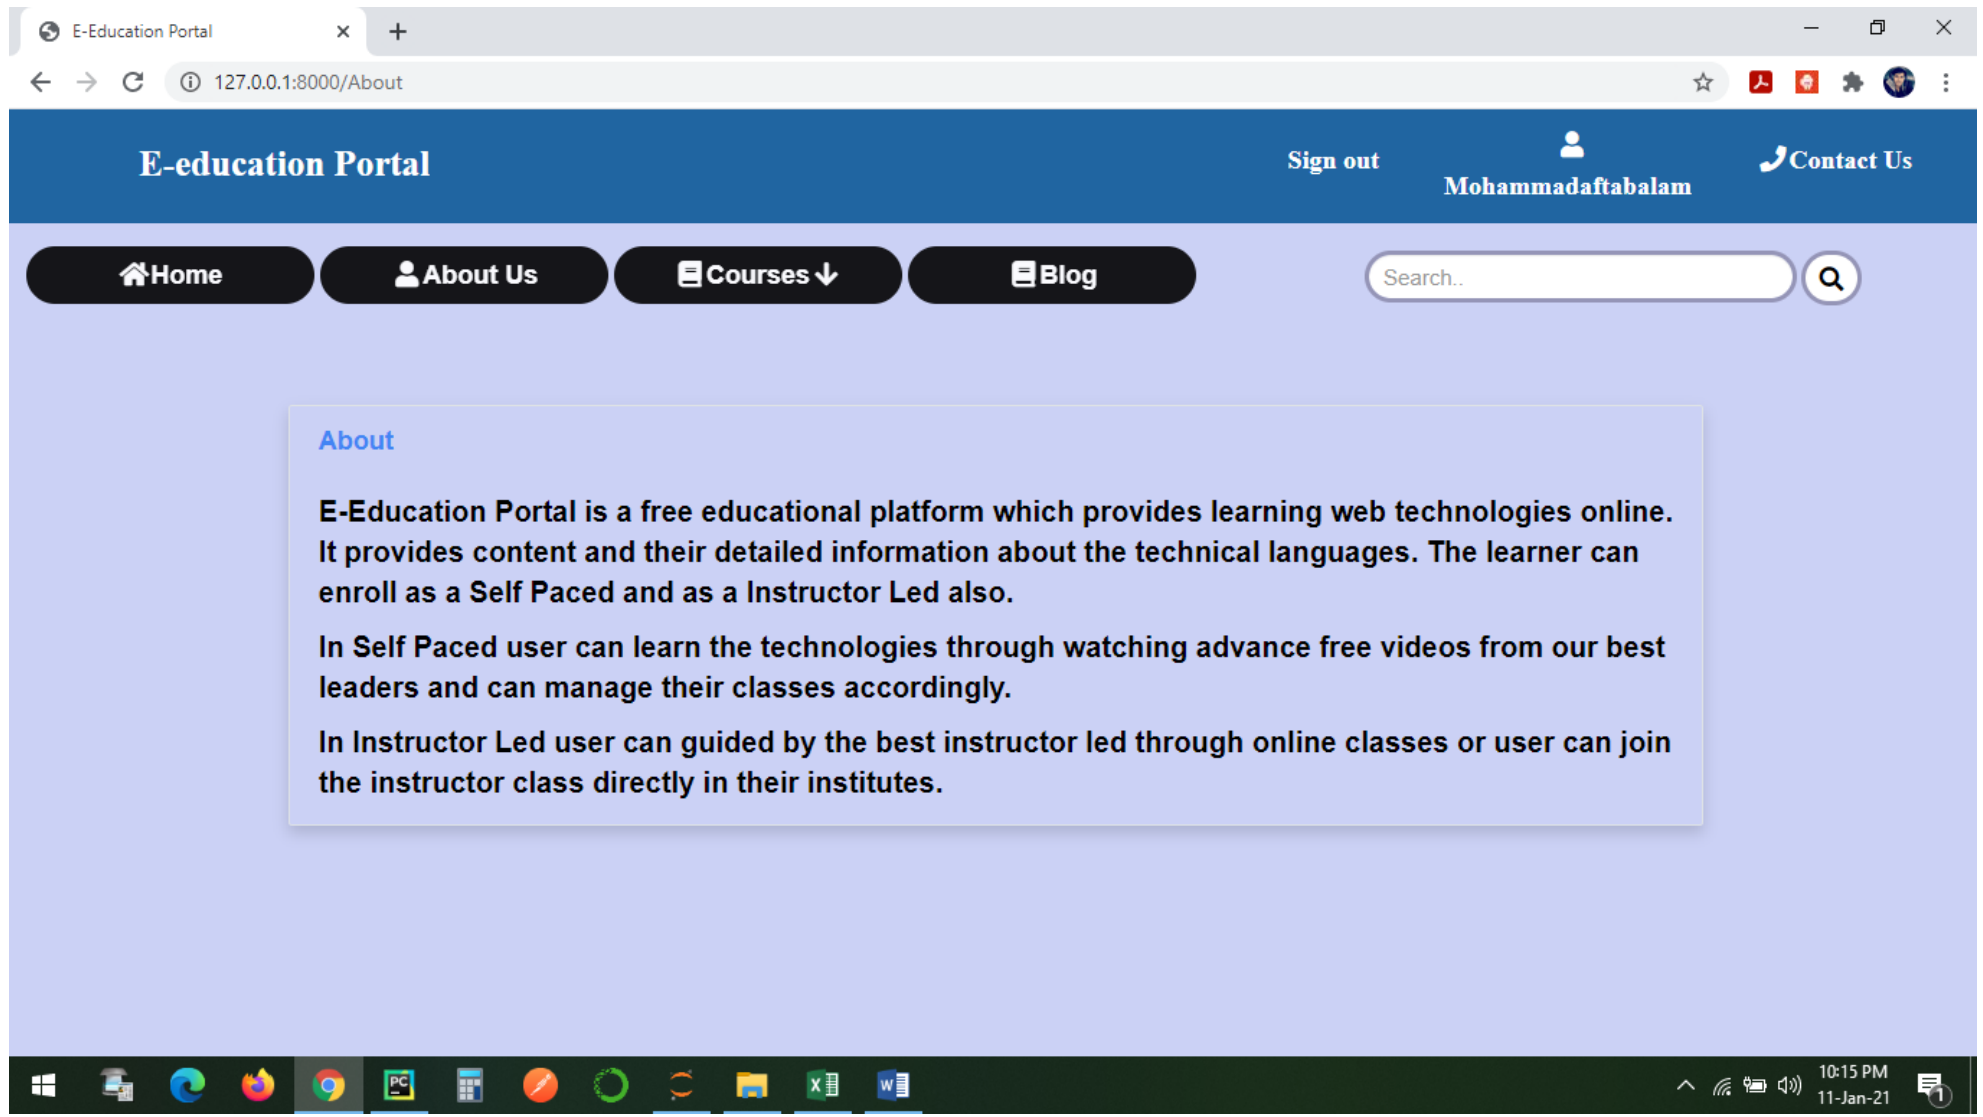 E-Education Portal
127.0.0.1:8000/About
E-education Portal
Sign out
Mohammadaftabalam
Contact Us
Home
About Us
Courses
Blog
Search..
About
E-Education Portal is a free educational platform which provides learning web technologies online.
It provides content and their detailed information about the technical languages. The learner can
enroll as a Self Paced and as a Instructor Led also.
In Self Paced user can learn the technologies through watching advance free videos from our best
leaders and can manage their classes accordingly.
In Instructor Led user can guided by the best instructor led through online classes or user can join
the instructor class directly in their institutes.
PC
X
W
10:15 PM
11-Jan-21
1